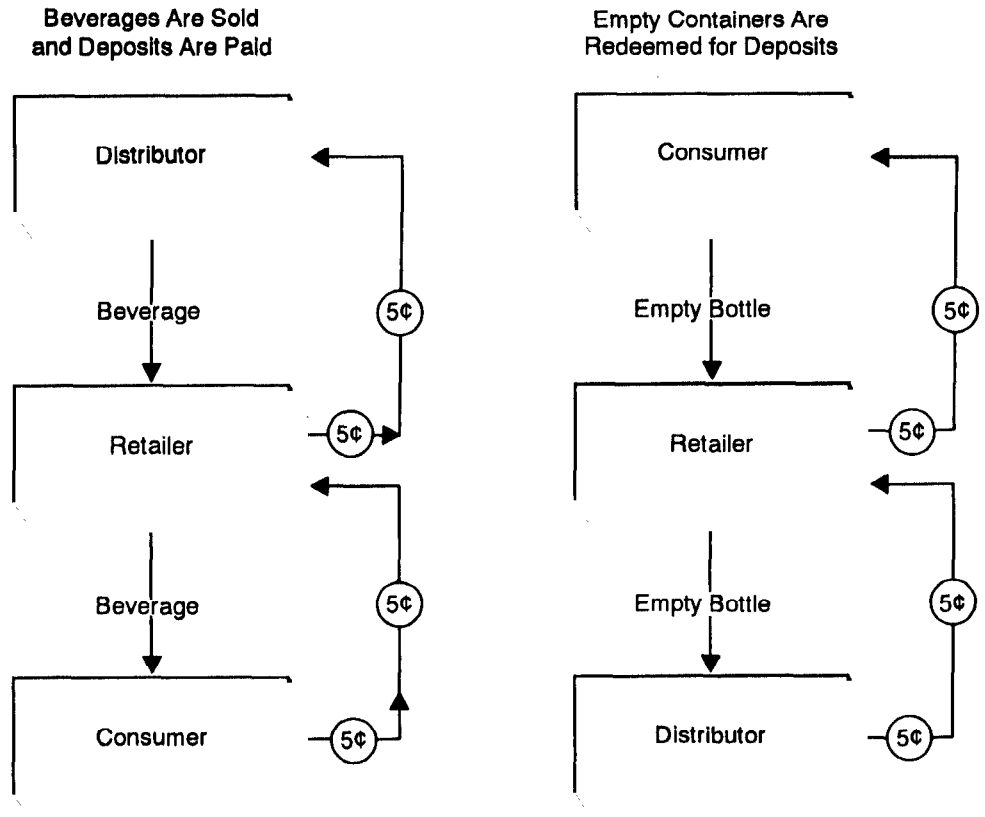 Beverages Are Sold
and Deposits Are Paid
Distributor
Beverage
5¢
Retailer
5¢
Beverage
5¢
Consumer
5¢
Empty Containers Are
Redeemed for Deposits
Consumer
Empty Bottle
5¢
Retailer
5¢
Empty Bottle
5¢
Distributor
5¢